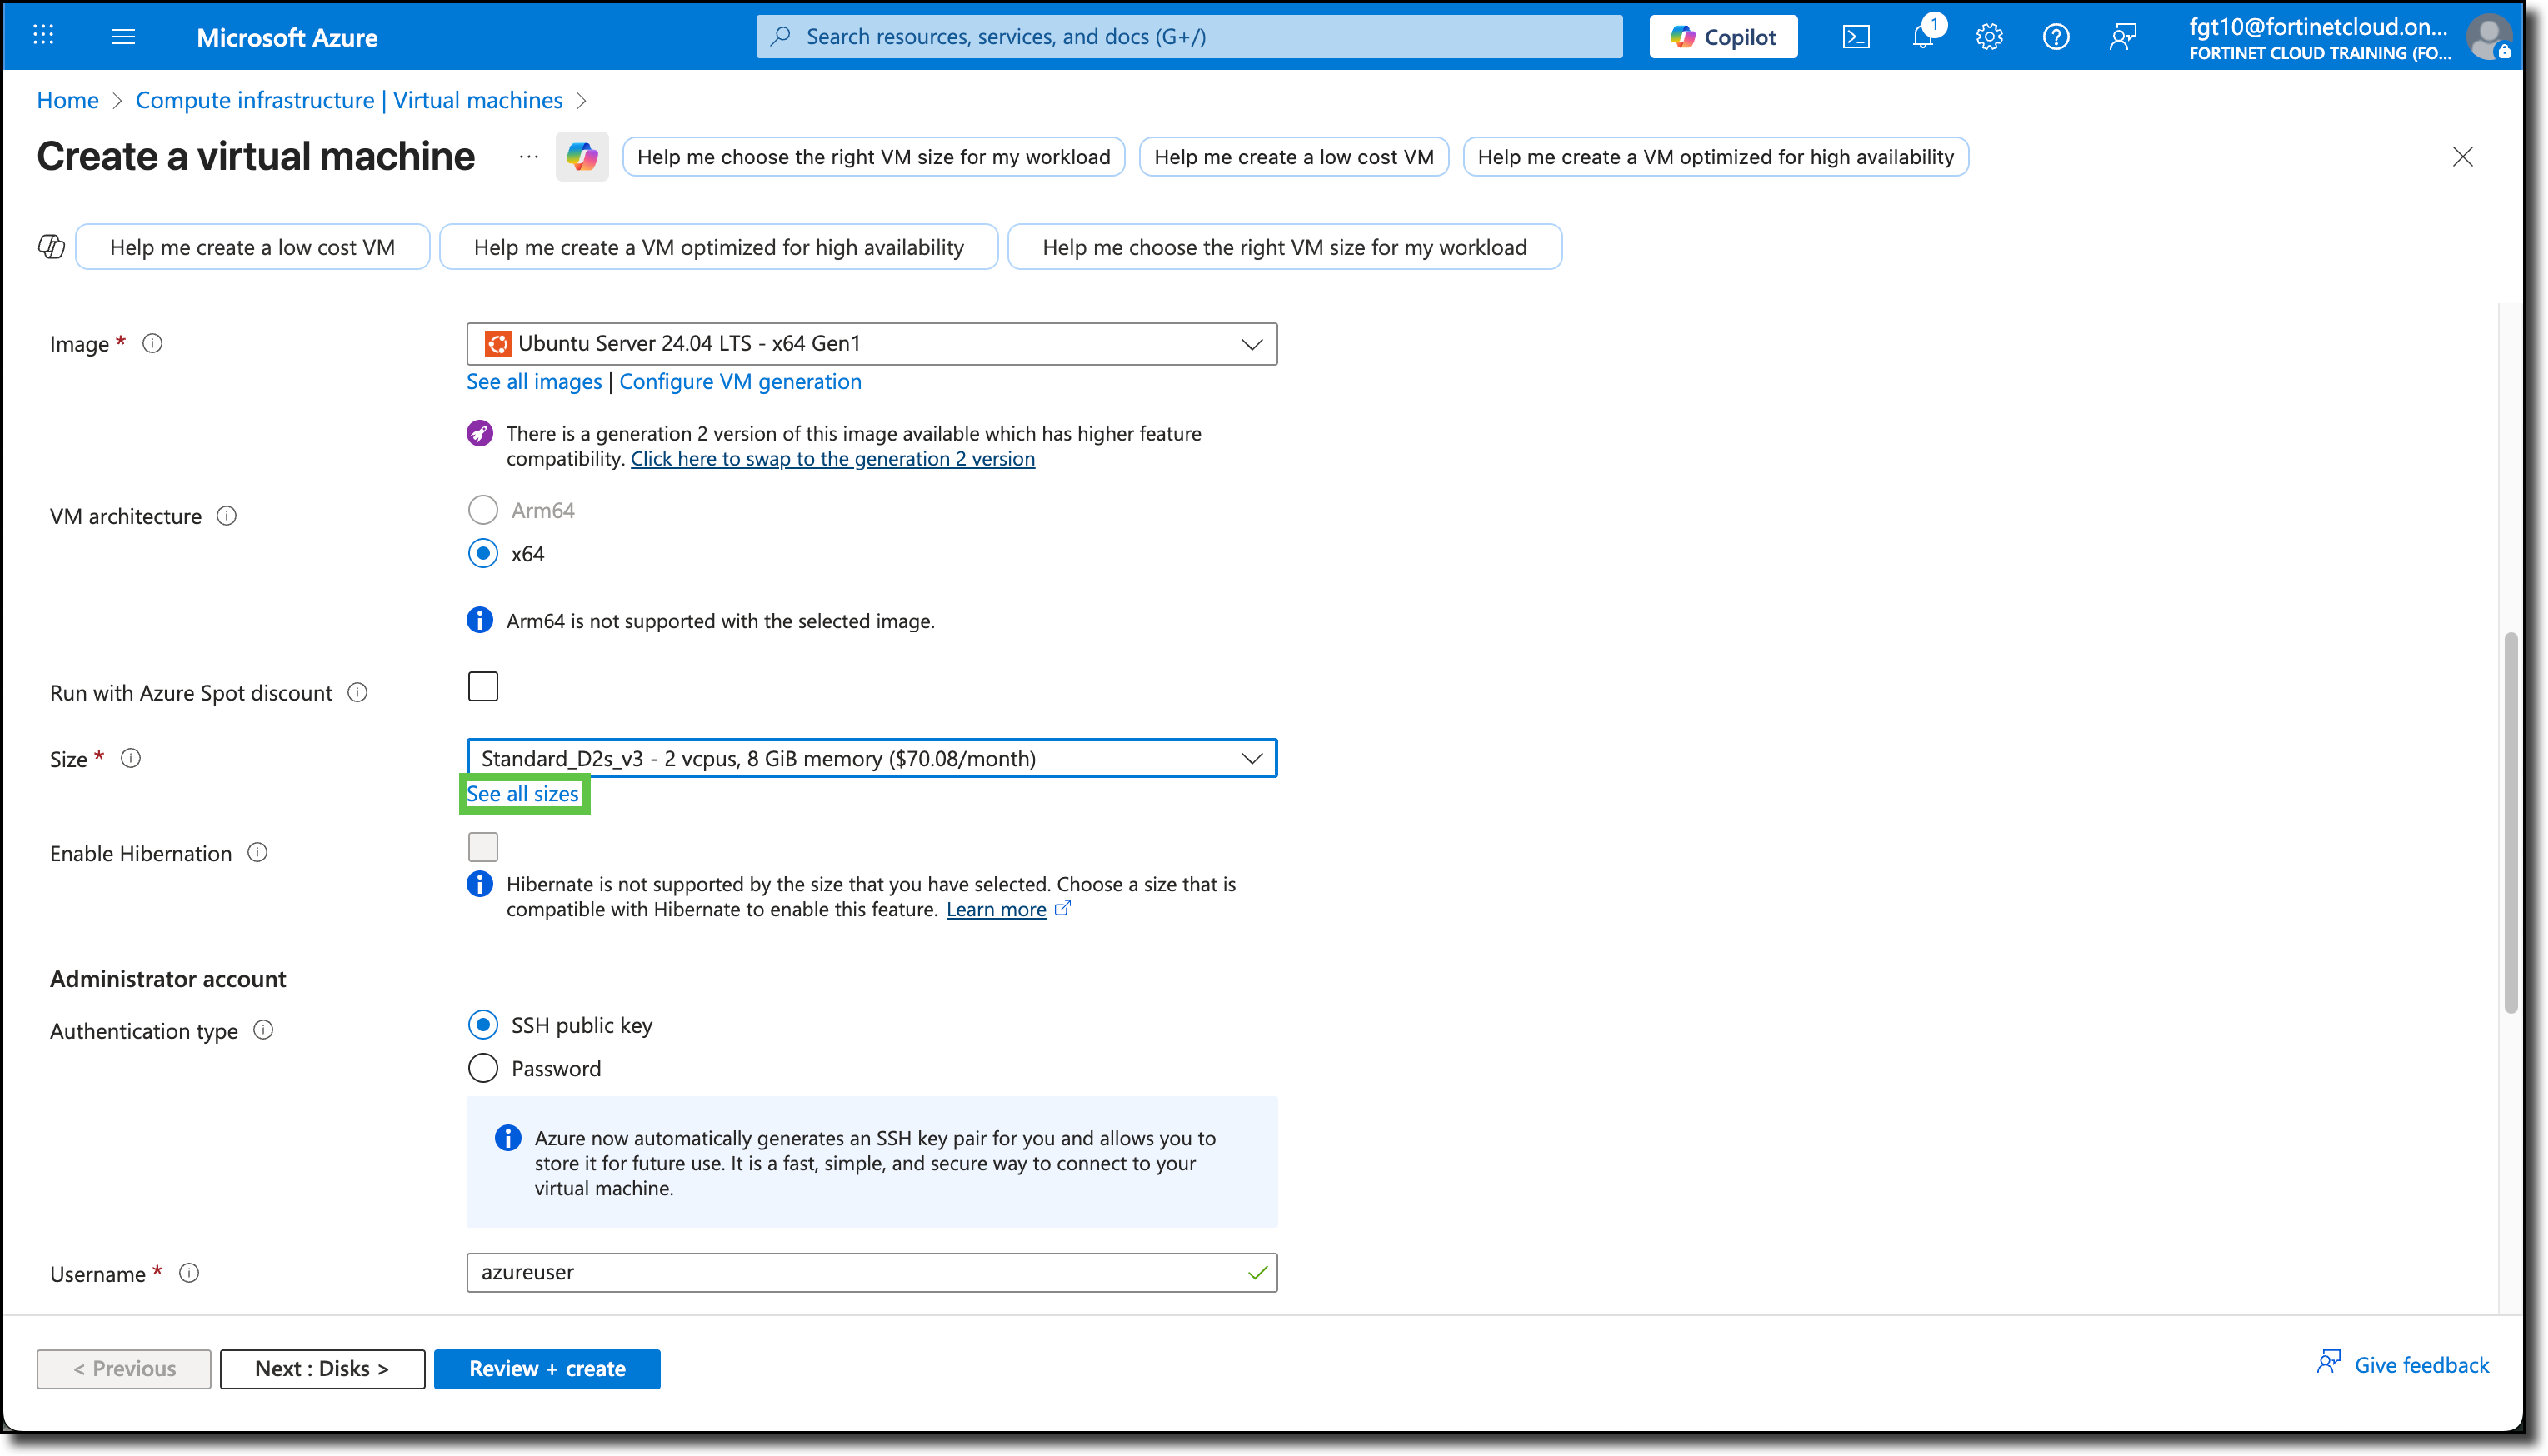 Microsoft Azure
Search resources, services, and docs (G+/)
Copilot
1
fgt10@fortinetcloud.on...
FORTINET CLOUD TRAINING (FO...
Home > Compute infrastructure | Virtual machines >
Create a virtual machine
...
Help me choose the right VM size for my workload
Help me create a low cost VM
Help me create a VM optimized for high availability
Help me create a low cost VM
Help me create a VM optimized for high availability
Help me choose the right VM size for my workload
Image *
Ubuntu Server 24.04 LTS - x64 Gen1
See all images | Configure VM generation
There is a generation 2 version of this image available which has higher feature
compatibility. Click here to swap to the generation 2 version
VM architecture
Arm64
x64
Arm64 is not supported with the selected image.
Run with Azure Spot discount
Size *
Standard_D2s_v3 - 2 vcpus, 8 GiB memory ($70.08/month)
See all sizes
Enable Hibernation
Hibernate is not supported by the size that you have selected. Choose a size that is
compatible with Hibernate to enable this feature. Learn more
Administrator account
Authentication type
SSH public key
Password
Azure now automatically generates an SSH key pair for you and allows you to
store it for future use. It is a fast, simple, and secure way to connect to your
virtual machine.
Username *
azureuser
< Previous
Next : Disks >
Review + create
Give feedback